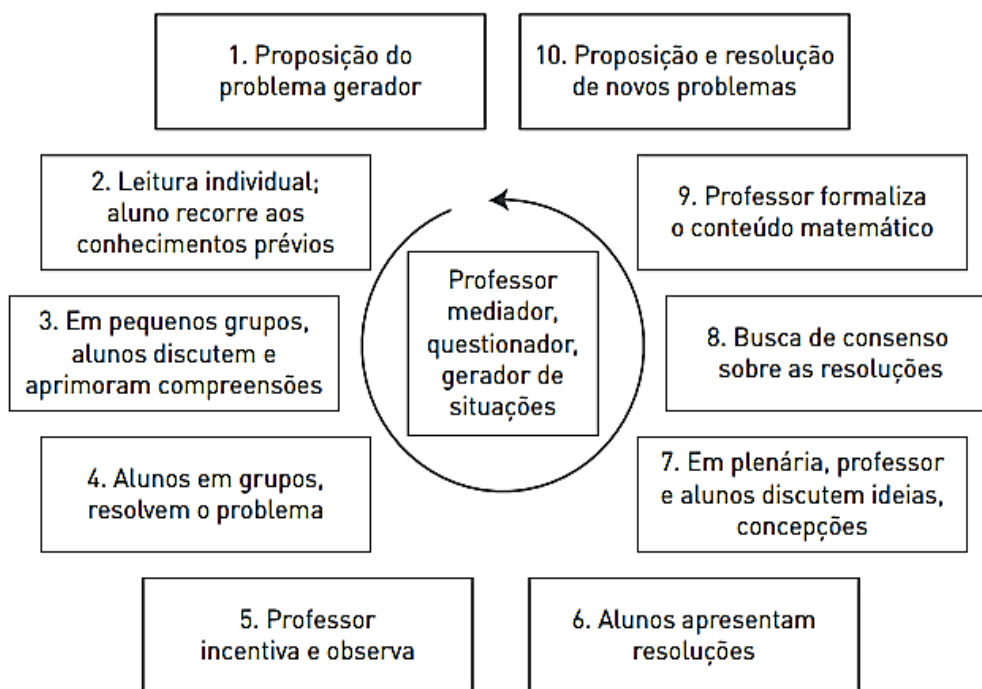 1. Proposição do
problema gerador
2. Leitura individual;
aluno recorre aos
conhecimentos prévios
3. Em pequenos grupos,
alunos discutem e
aprimoram compreensões
4. Alunos em grupos,
resolvem o problema
5. Professor
incentiva e observa
6. Alunos apresentam
resoluções
7. Em plenária, professor
e alunos discutem ideias,
concepções
8. Busca de consenso
sobre as resoluções
9. Professor formaliza
o conteúdo matemático
10. Proposição e resolução
de novos problemas
Professor
mediador,
questionador,
gerador de
situações